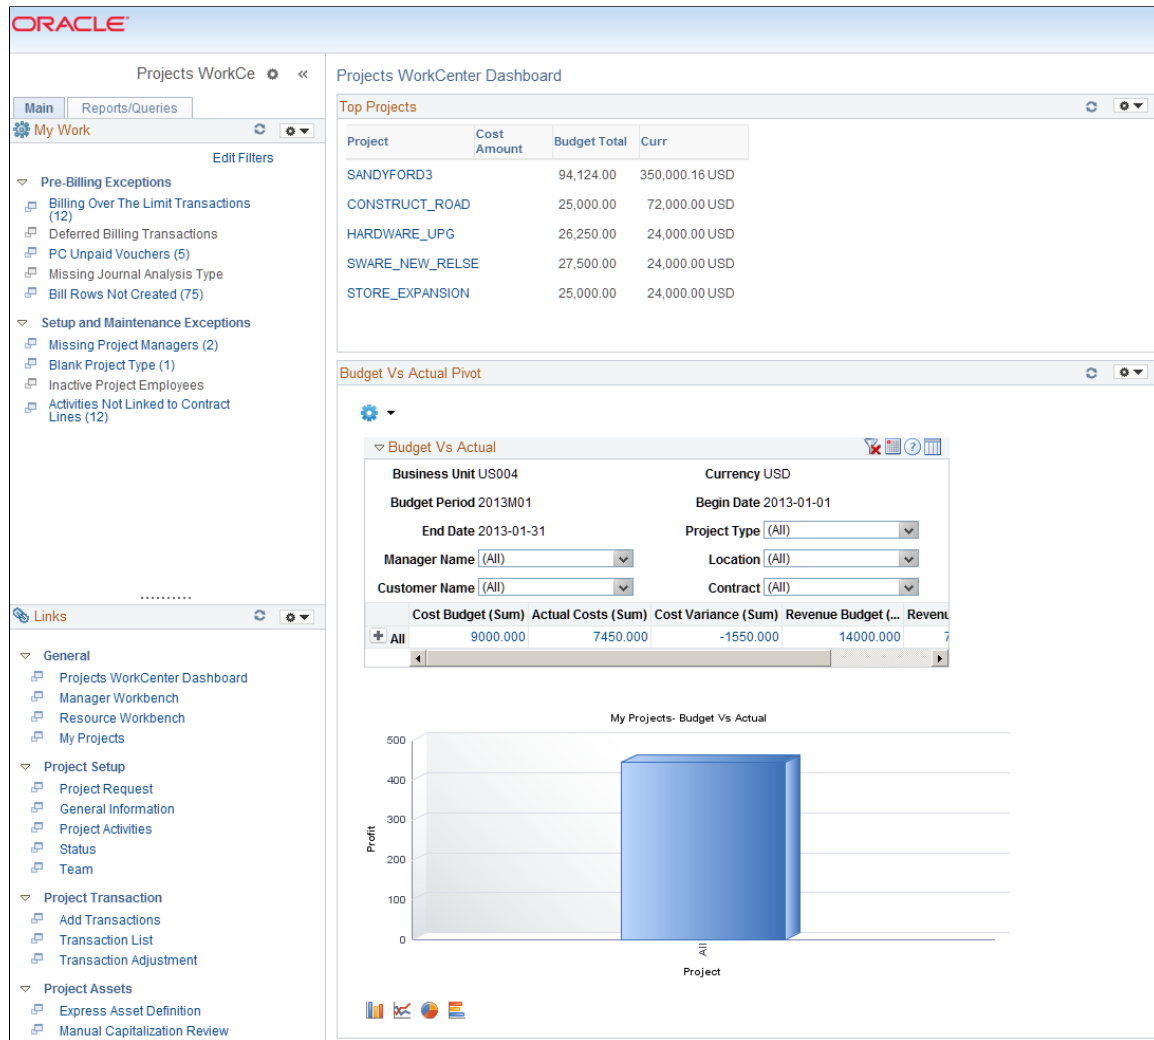 ORACLE
Projects WorkCe
Main Reports/Queries
My Work
Edit Filters
Pre-Billing Exceptions
Billing Over The Limit Transactions
(12)
Deferred Billing Transactions
PC Unpaid Vouchers (5)
Missing Journal Analysis Type
Bill Rows Not Created (75)
Setup and Maintenance Exceptions
Missing Project Managers (2)
Blank Project Type (1)
Inactive Project Employees
Activities Not Linked to Contract
Lines (12)
Links
General
Projects WorkCenter Dashboard
Manager Workbench
Resource Workbench
My Projects
Project Setup
Project Request
General Information
Project Activities
Status
Team
Project Transaction
Add Transactions
Transaction List
Transaction Adjustment
Project Assets
Express Asset Definition
Manual Capitalization Review
Projects WorkCenter Dashboard
Top Projects
Project Cost Amount Budget Total Curr
SANDYFORD3 94,124.00 350,000.16 USD
CONSTRUCT_ROAD 25,000.00 72,000.00 USD
HARDWARE_UPG 26,250.00 24,000.00 USD
SWARE_NEW_RELSE 27,500.00 24,000.00 USD
STORE_EXPANSION 25,000.00 24,000.00 USD
Budget Vs Actual Pivot
Budget Vs Actual
Business Unit US004 Currency USD
Budget Period 2013M01 Begin Date 2013-01-01
End Date 2013-01-31 Project Type (All)
Manager Name (All) Location (All)
Customer Name (All) Contract (All)
Cost Budget (Sum) Actual Costs (Sum) Cost Variance (Sum) Revenue Budget (... Revenu
All 9000.000 7450.000 -1550.000 14000.000 7
My Projects- Budget Vs Actual
500
400
300
200
100
0
Profit
All
Project